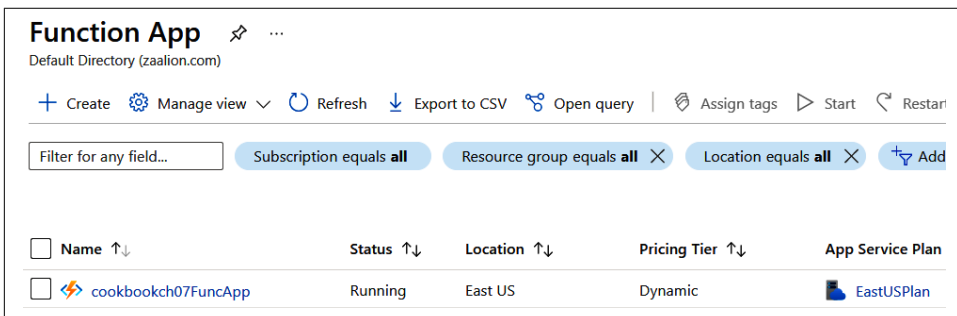 Function App
Default Directory (zaalion.com)
Create Manage view Refresh Export to CSV Open query Assign tags Start Restart
Filter for any field... Subscription equals all Resource group equals all Location equals all Add
Name Status Location Pricing Tier App Service Plan
cookbookch07FuncApp Running East US Dynamic EastUSPlan